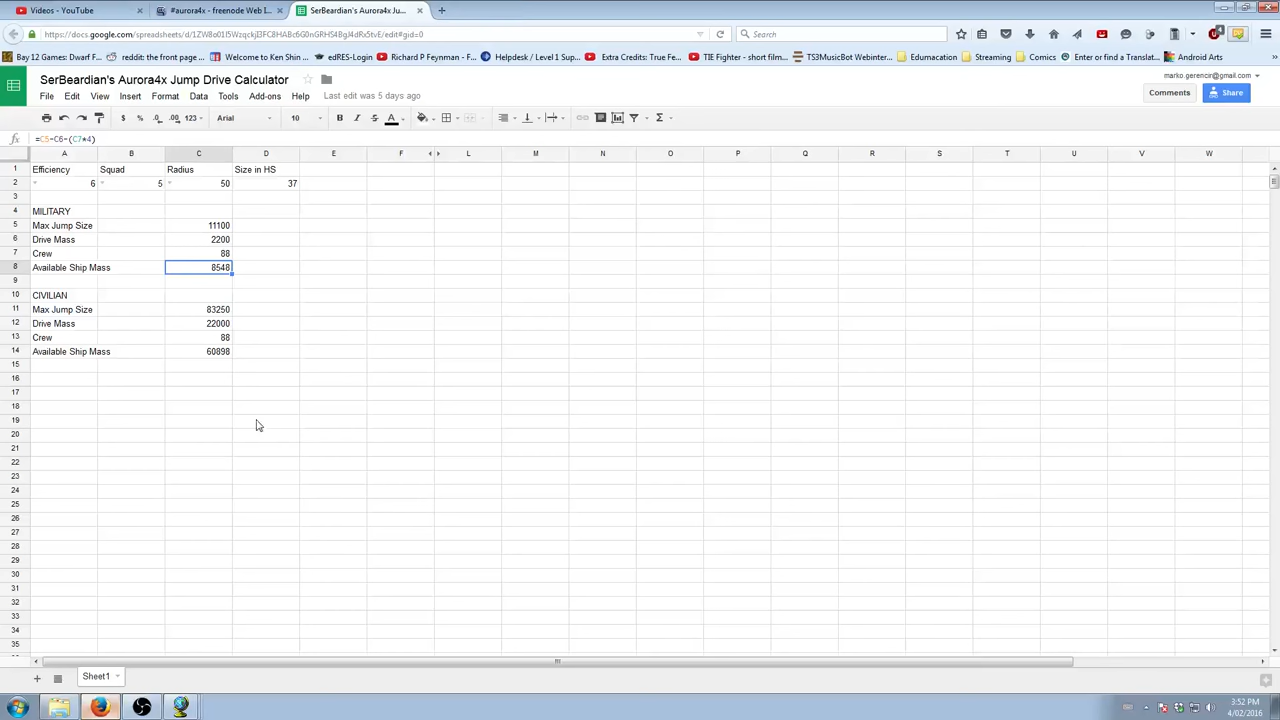 Videos - YouTube
#aurora4x - freenode Web I...
SerBeardian's Aurora4x Ju...
https://docs.google.com/spreadsheets/d/
Search
Bay 12 Games: Dwarf F...
reddit: the front page...
Welcome to Ken Shin ...
edRES-Login
Richard P Feynman - ...
Helpdesk / Level 1 Sup...
Extra Credits: True Fe...
TIE Fighter - short film...
TS3MusicBot Webinter...
Edumacation
Streaming
Comics
Enter or find a Translat...
Android Arts
SerBeardian's Aurora4x Jump Drive Calculator
marko.gerencir@gmail.com
File Edit View Insert Format Data Tools Add-ons Help Last edit was 5 days ago
Comments
Share
$ % .0 .00 123 Arial 10 B I S A
fx =C5-C6-(C7*4)
A B C D E F L M N O P Q R S T U V W
1 Efficiency Squad Radius Size in HS
2 6 5 50 37
3
4 MILITARY
5 Max Jump Size 11100
6 Drive Mass 2200
7 Crew 88
8 Available Ship Mass 8548
9
10 CIVILIAN
11 Max Jump Size 83250
12 Drive Mass 22000
13 Crew 88
14 Available Ship Mass 60898
15
16
17
18
19
20
21
22
23
24
25
26
27
28
29
30
31
32
33
34
35
Sheet1
3:52 PM
4/02/2016